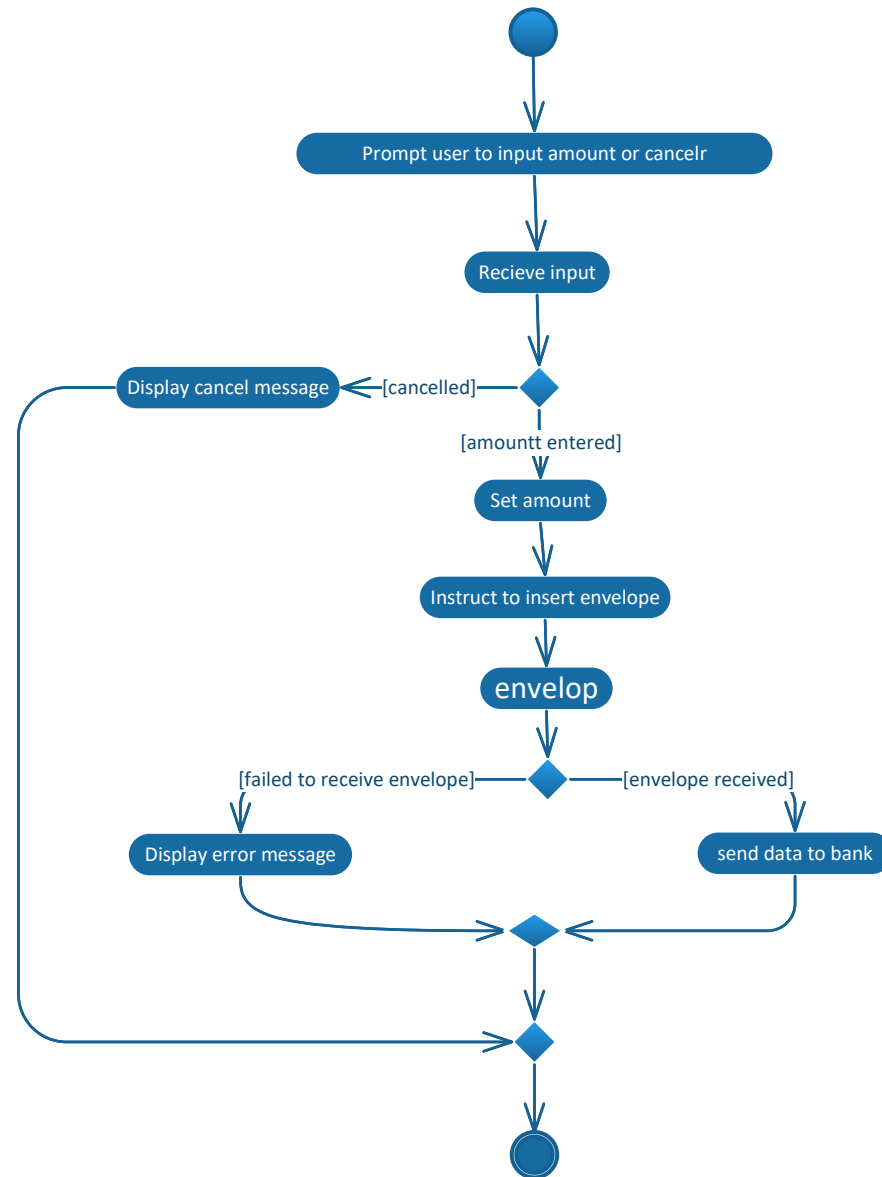 Prompt user to input amount or cancelr
Recieve input
Display cancel message
[cancelled]
[amountt entered]
Set amount
Instruct to insert envelope
envelop
[failed to receive envelope]
[envelope received]
Display error message
send data to bank